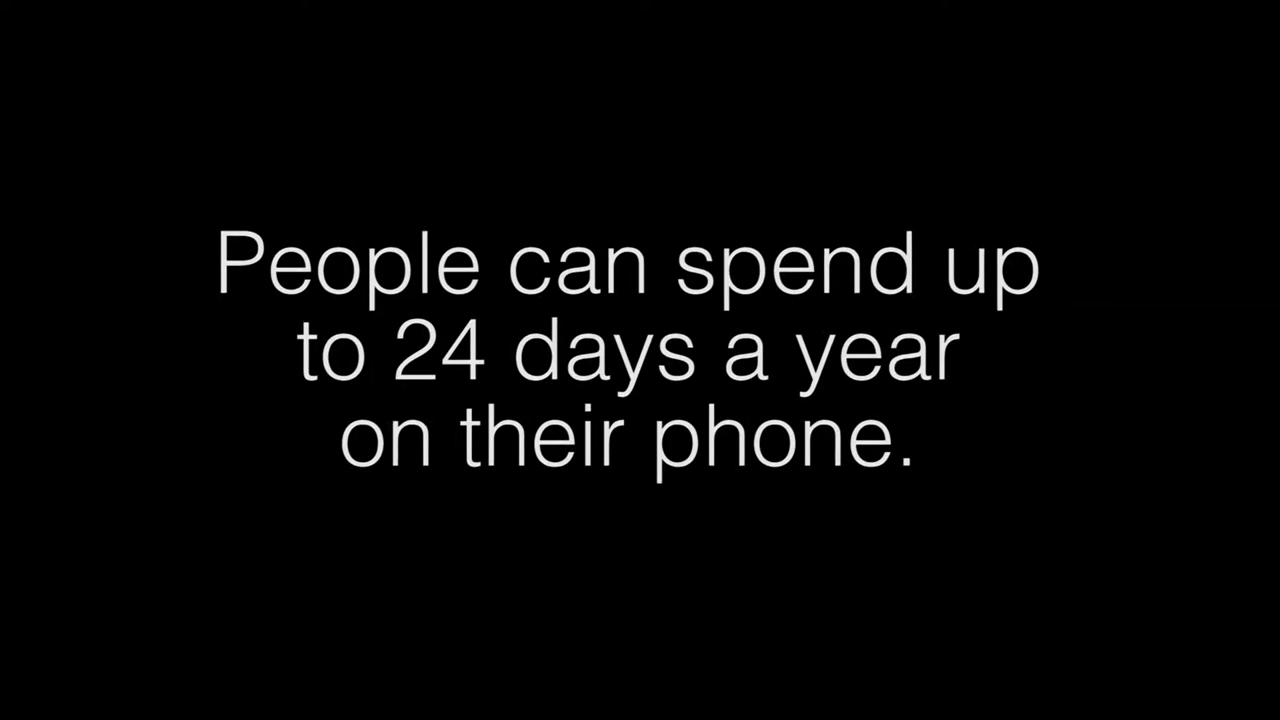 People can spend up
to 24 days a year
on their phone.